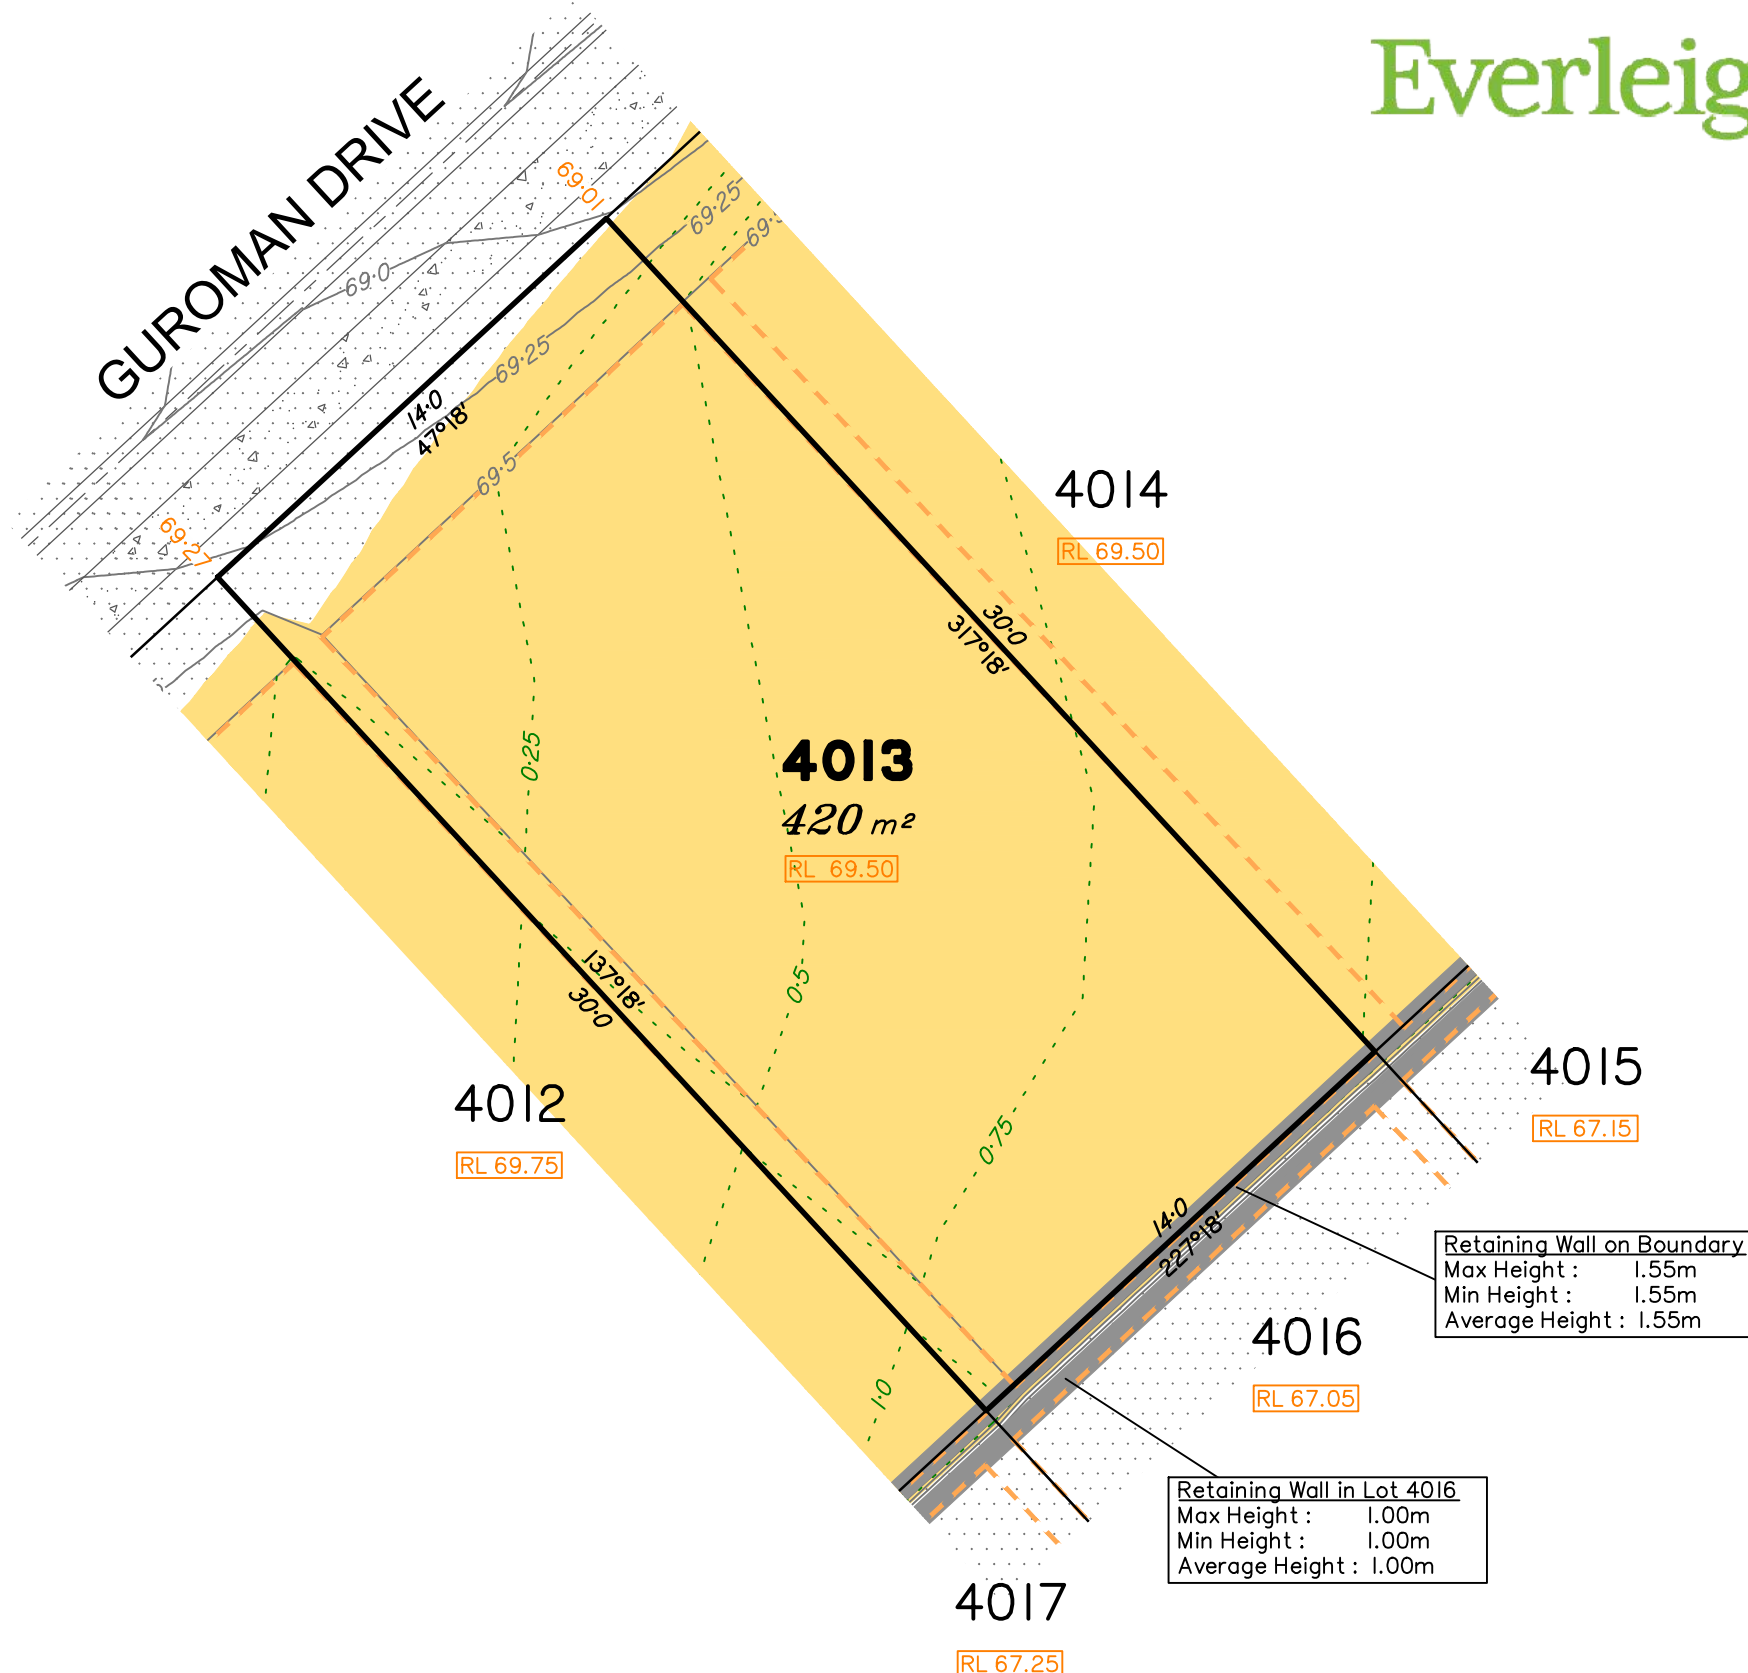 Everleig
GUROMAN DRIVE
69·01
69·25
69·0
69·25
14·0
47°18'
69·5
69·27
4014
RL 69.50
30·0
317°18'
0·25
4013
420 m²
RL 69.50
137°18'
30·0
0·5
4012
RL 69.75
4015
RL 67.15
0·75
14·0
227°18'
Retaining Wall on Boundary
Max Height : 1.55m
Min Height : 1.55m
Average Height : 1.55m
4016
RL 67.05
1·0
Retaining Wall in Lot 4016
Max Height : 1.00m
Min Height : 1.00m
Average Height : 1.00m
4017
RL 67.25